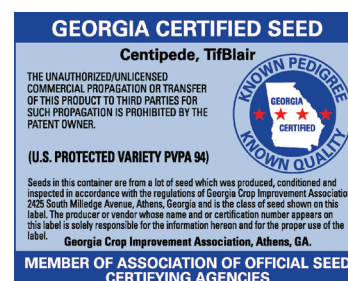 GEORGIA CERTIFIED SEED
Centipede, TifBlair
THE UNAUTHORIZED/UNLICENSED
COMMERCIAL PROPAGATION OR TRANSFER
OF THIS PRODUCT TO THIRD PARTIES FOR
SUCH PROPAGATION IS PROHIBITED BY THE
PATENT OWNER.
KNOWN PEDIGREE
GEORGIA
CERTIFIED
KNOWN QUALITY
(U.S. PROTECTED VARIETY PVPA 94)
Seeds in this container are from a lot of seed which was produced, conditioned and
inspected in accordance with the regulations of Georgia Crop Improvement Associatio
2425 South Milledge Avenue, Athens, Georgia and is the class of seed shown on this
label. The producer or vendor whose name and or certification number appears on
this label is solely responsible for the information hereon and for the proper use of the
label.
Georgia Crop Improvement Association, Athens, GA.
MEMBER OF ASSOCIATION OF OFFICIAL SEED
CERTIFYING AGENCIES